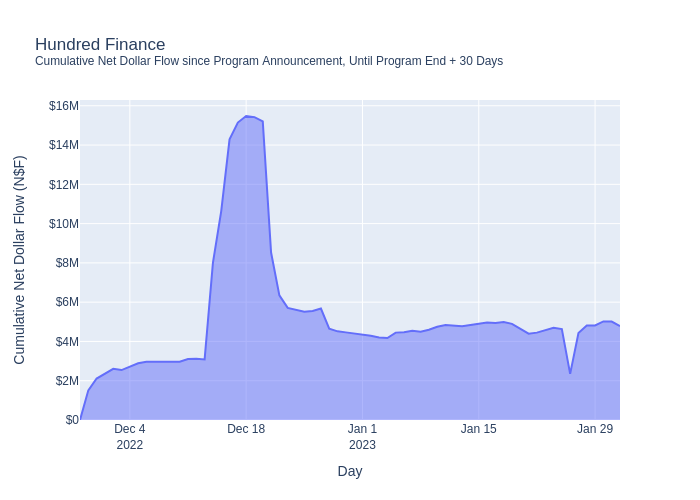 Hundred Finance
Cumulative Net Dollar Flow since Program Announcement, Until Program End + 30 Days
Cumulative Net Dollar Flow (N$F)
$16M
$14M
$12M
$10M
$8M
$6M
$4M
$2M
$0
Dec 4 Dec 18 Jan 1 Jan 15 Jan 29
2022 2023
Day